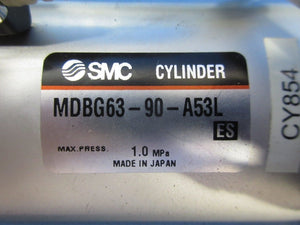 SMC CYLINDER
MDBG63-90-A53L
ES
MAX.PRESS. 1.0 MPa
MADE IN JAPAN
CY854